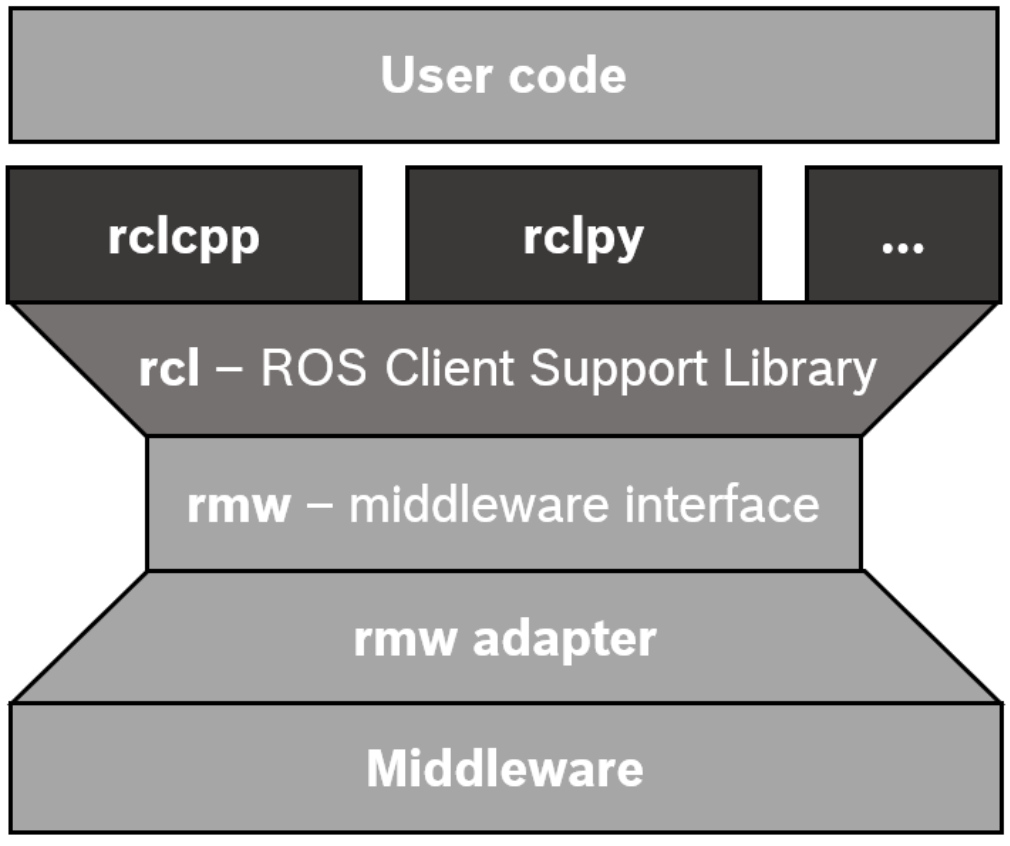 User code
rclcpp
rclpy
...
rcl – ROS Client Support Library
rmw – middleware interface
rmw adapter
Middleware